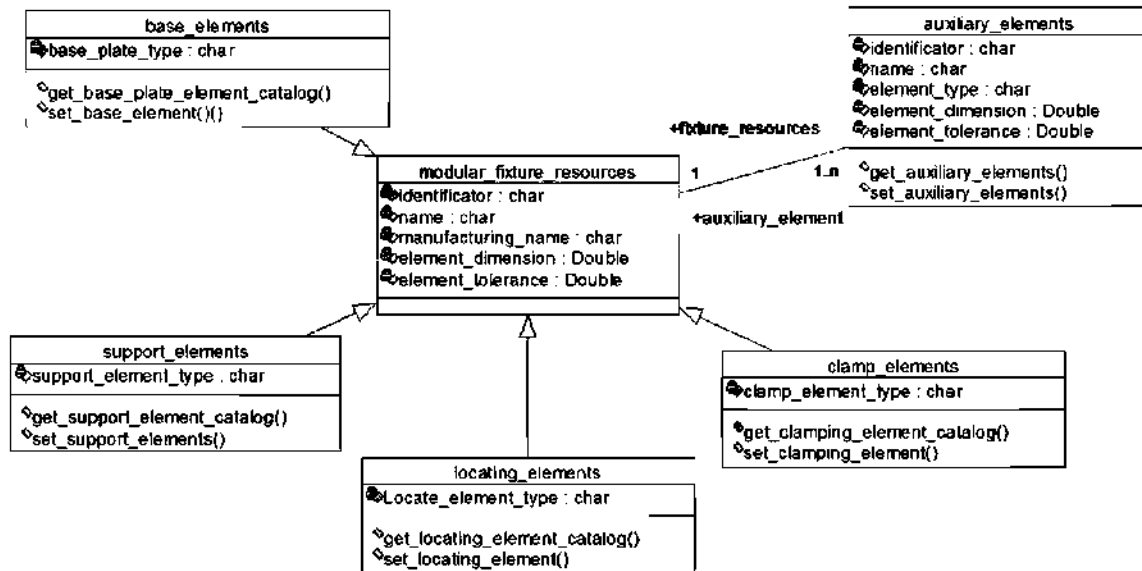 base_elements
base_plate_type : char
get_base_plate_element_catalog()
set_base_element()()
auxiliary_elements
identificator : char
name : char
element_type : char
element_dimension : Double
element_tolerance : Double
get_auxiliary_elements()
set_auxiliary_elements()
+fixture_resources
1
1..n
+auxiliary_element
modular_fixture_resources
identificator : char
name : char
manufacturing_name : char
element_dimension : Double
element_tolerance : Double
support_elements
support_element_type : char
get_support_element_catalog()
set_support_elements()
clamp_elements
clamp_element_type : char
get_clamping_element_catalog()
set_clamping_element()
locating_elements
Locate_element_type : char
get_locating_element_catalog()
set_locating_element()